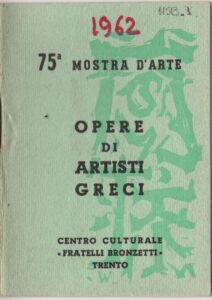 1962
75ª MOSTRA D'ARTE
OPERE
DI
ARTISTI
GRECI
CENTRO CULTURALE
«FRATELLI BRONZETTI»
TRENTO